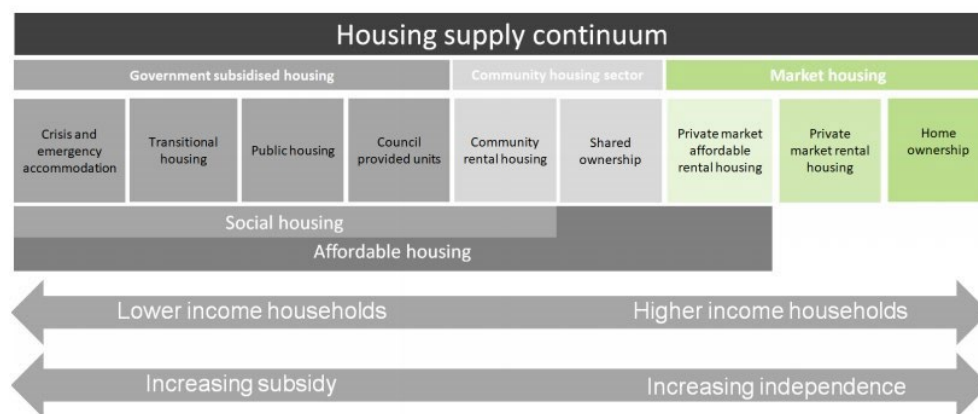 Housing supply continuum
Government subsidised housing
Community housing sector
Market housing
Crisis and
emergency
accommodation
Transitional
housing
Public housing
Council
provided units
Community
rental housing
Shared
ownership
Private market
affordable
rental housing
Private
market rental
housing
Home
ownership
Social housing
Affordable housing
Lower income households
Higher income households
Increasing subsidy
Increasing independence